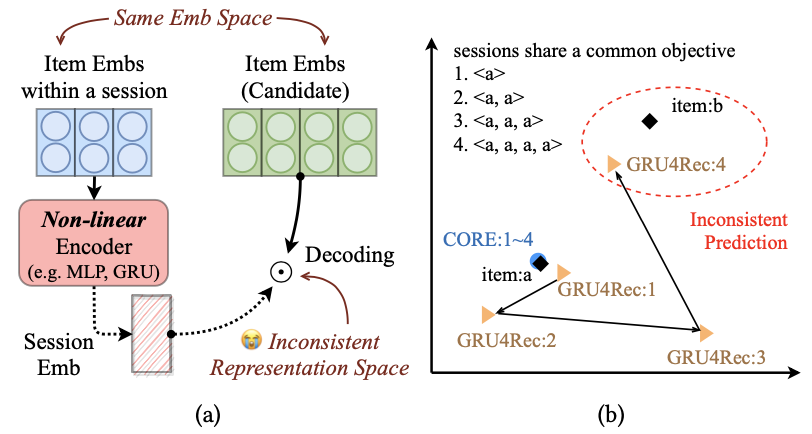 Same Emb Space
Item Embs
within a session
Item Embs
(Candidate)
Non-linear
Encoder
(e.g. MLP, GRU)
Decoding
Session
Emb
😭 Inconsistent
Representation Space
(a)
sessions share a common objective
1. <a>
2. <a, a>
3. <a, a, a>
4. <a, a, a, a>
item:b
GRU4Rec:4
Inconsistent
Prediction
CORE:1~4
item:a
GRU4Rec:1
GRU4Rec:2
GRU4Rec:3
(b)